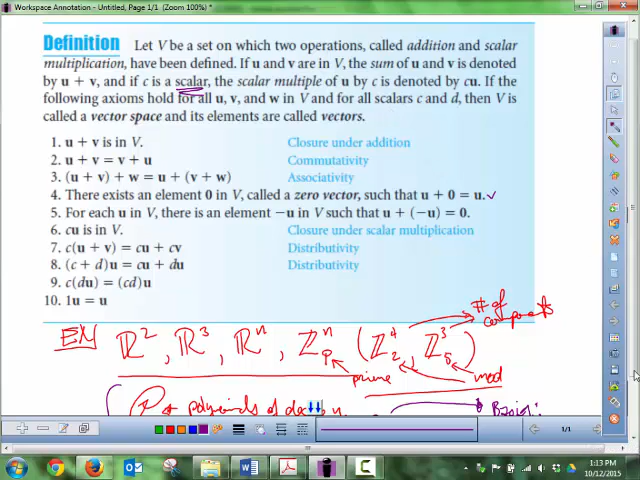 Workspace Annotation - Untitled, Page 1/1 (Zoom 100%) *
Definition Let V be a set on which two operations, called addition and scalar
multiplication, have been defined. If u and v are in V, the sum of u and v is denoted
by u + v, and if c is a scalar, the scalar multiple of u by c is denoted by cu. If the
following axioms hold for all u, v, and w in V and for all scalars c and d, then V is
called a vector space and its elements are called vectors.
1. u + v is in V. Closure under addition
2. u + v = v + u Commutativity
3. (u + v) + w = u + (v + w) Associativity
4. There exists an element 0 in V, called a zero vector, such that u + 0 = u. ✓
5. For each u in V, there is an element −u in V such that u + (−u) = 0.
6. cu is in V. Closure under scalar multiplication
7. c(u + v) = cu + cv Distributivity
8. (c + d)u = cu + du Distributivity
9. c(du) = (cd)u
10. 1u = u
# of
components
EX ℝ², ℝ³, ℝⁿ, ℤₚⁿ (ℤ₂⁴ ℤ₅³)
prime mod
polynomials of
1/1
1:13 PM
10/12/2015